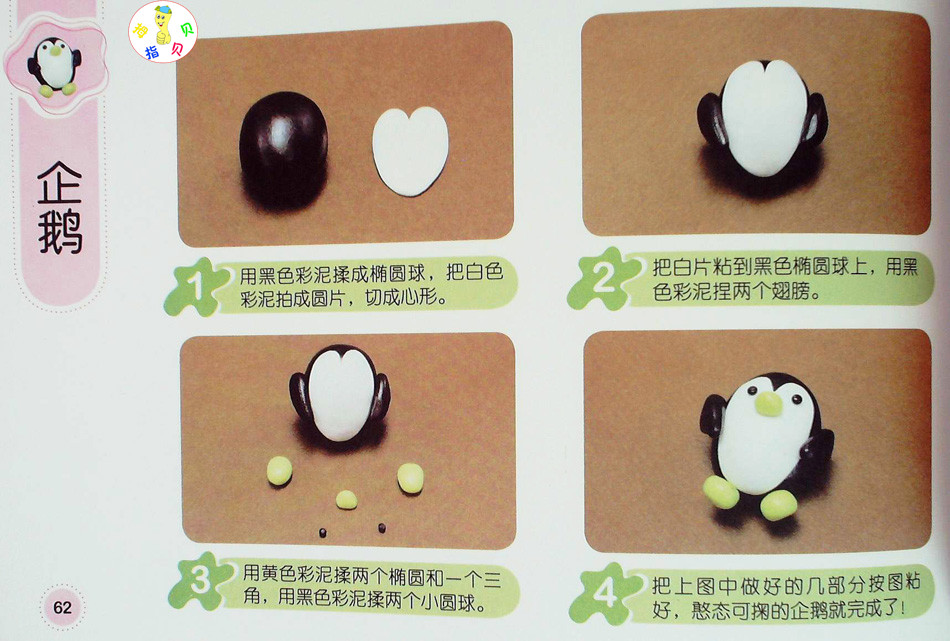 指贝贝
企鹅
1
用黑色彩泥揉成椭圆球，把白色
彩泥拍成圆片，切成心形。
2
把白片粘到黑色椭圆球上，用黑
色彩泥捏两个翅膀。
3
用黄色彩泥揉两个椭圆和一个三
角，用黑色彩泥揉两个小圆球。
4
把上图中做好的几部分按图粘
好，憨态可掬的企鹅就完成了！
62